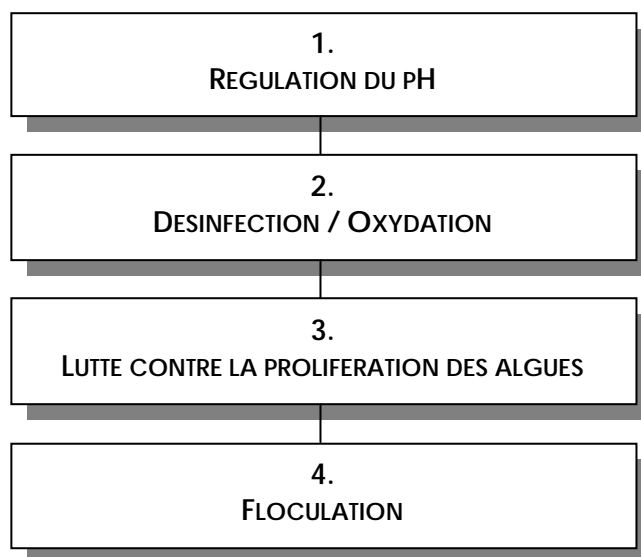 1.
REGULATION DU PH
2.
DESINFECTION / OXYDATION
3.
LUTTE CONTRE LA PROLIFERATION DES ALGUES
4.
FLOCULATION